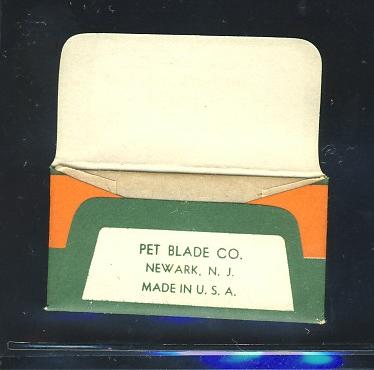 PET BLADE CO.
NEWARK, N. J.
MADE IN U. S. A.